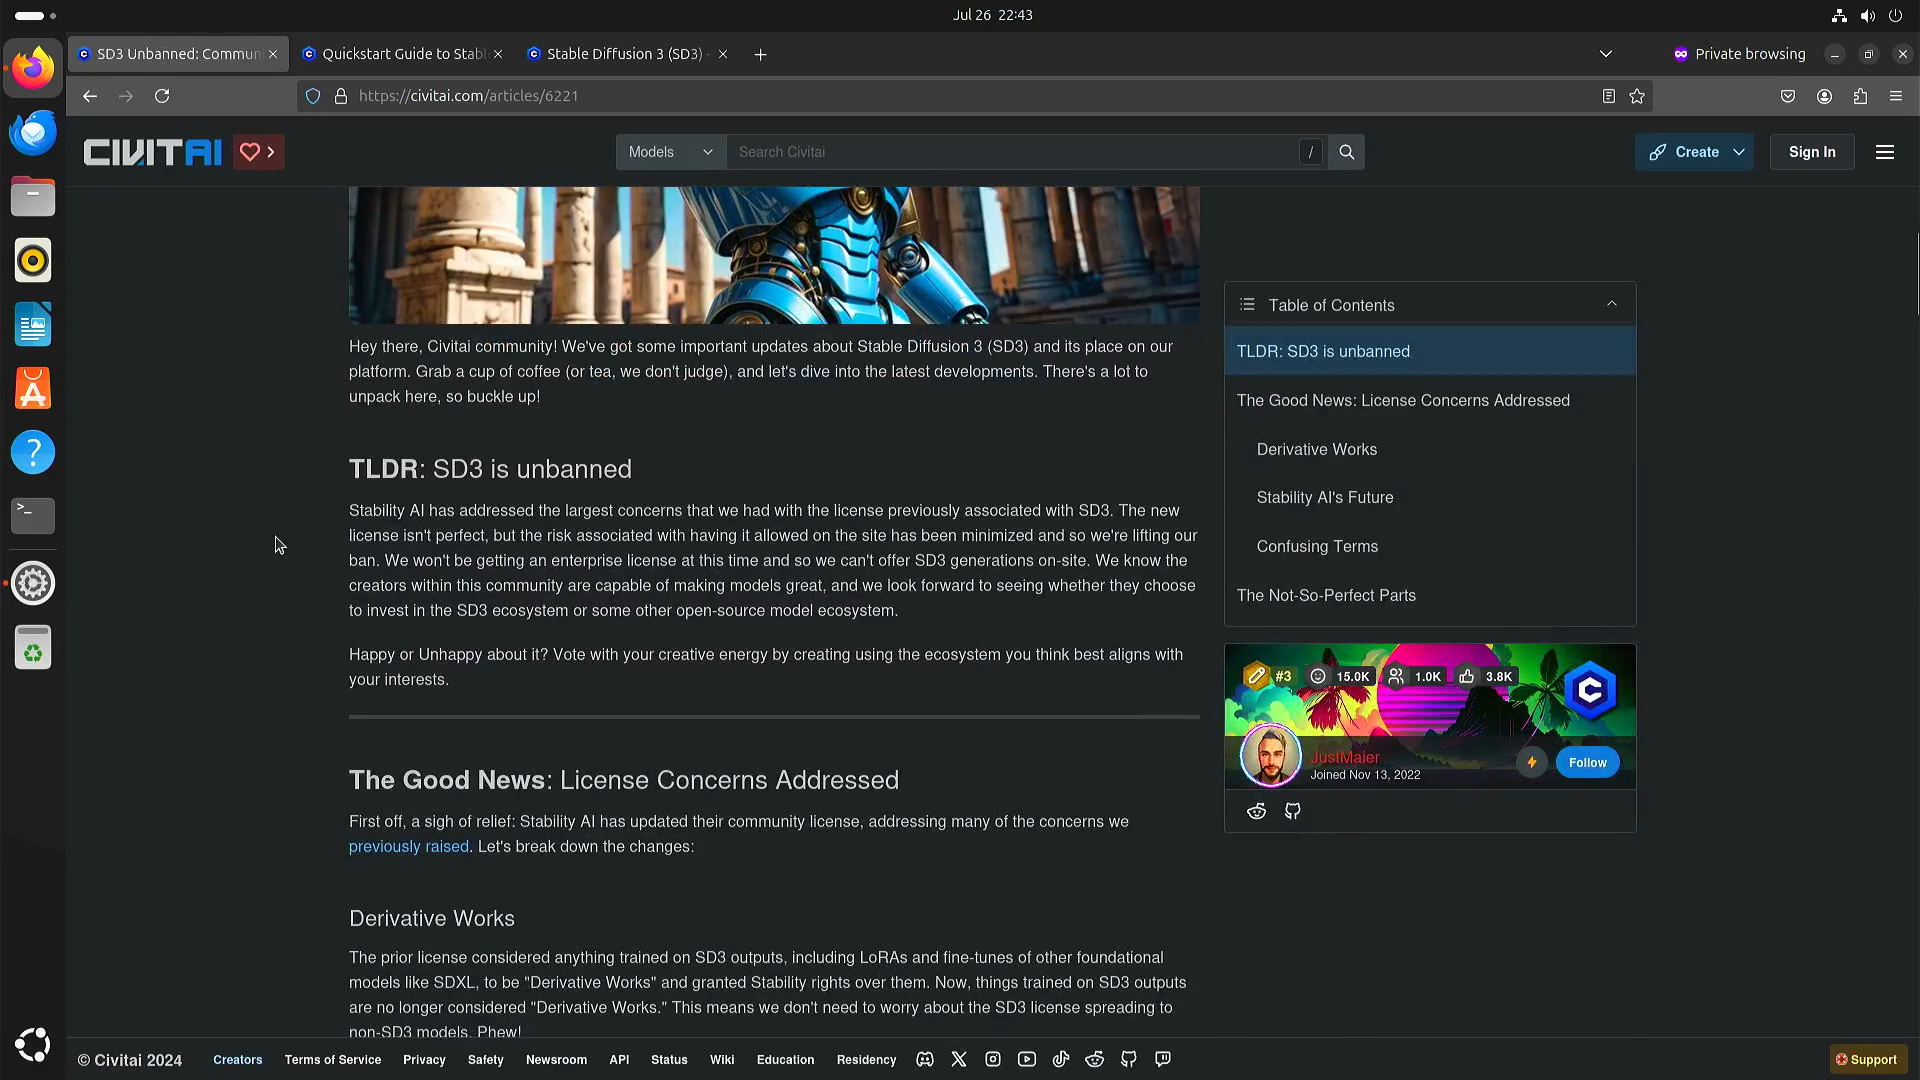 Jul 26 22:43
SD3 Unbanned: Commun
Quickstart Guide to Stabl
Stable Diffusion 3 (SD3) -
Private browsing
https://civitai.com/articles/6221
CIVITAI
Models
Search Civitai
/
Create
Sign In
Hey there, Civitai community! We've got some important updates about Stable Diffusion 3 (SD3) and its place on our
platform. Grab a cup of coffee (or tea, we don't judge), and let's dive into the latest developments. There's a lot to
unpack here, so buckle up!
TLDR: SD3 is unbanned
Stability AI has addressed the largest concerns that we had with the license previously associated with SD3. The new
license isn't perfect, but the risk associated with having it allowed on the site has been minimized and so we're lifting our
ban. We won't be getting an enterprise license at this time and so we can't offer SD3 generations on-site. We know the
creators within this community are capable of making models great, and we look forward to seeing whether they choose
to invest in the SD3 ecosystem or some other open-source model ecosystem.
Happy or Unhappy about it? Vote with your creative energy by creating using the ecosystem you think best aligns with
your interests.
The Good News: License Concerns Addressed
First off, a sigh of relief: Stability AI has updated their community license, addressing many of the concerns we
previously raised. Let's break down the changes:
Derivative Works
The prior license considered anything trained on SD3 outputs, including LoRAs and fine-tunes of other foundational
models like SDXL, to be "Derivative Works" and granted Stability rights over them. Now, things trained on SD3 outputs
are no longer considered "Derivative Works." This means we don't need to worry about the SD3 license spreading to
non-SD3 models. Phew!
Table of Contents
TLDR: SD3 is unbanned
The Good News: License Concerns Addressed
Derivative Works
Stability AI's Future
Confusing Terms
The Not-So-Perfect Parts
#3 15.0K 1.0K 3.8K
JustMaier
Joined Nov 13, 2022
Follow
© Civitai 2024 Creators Terms of Service Privacy Safety Newsroom API Status Wiki Education Residency
Support